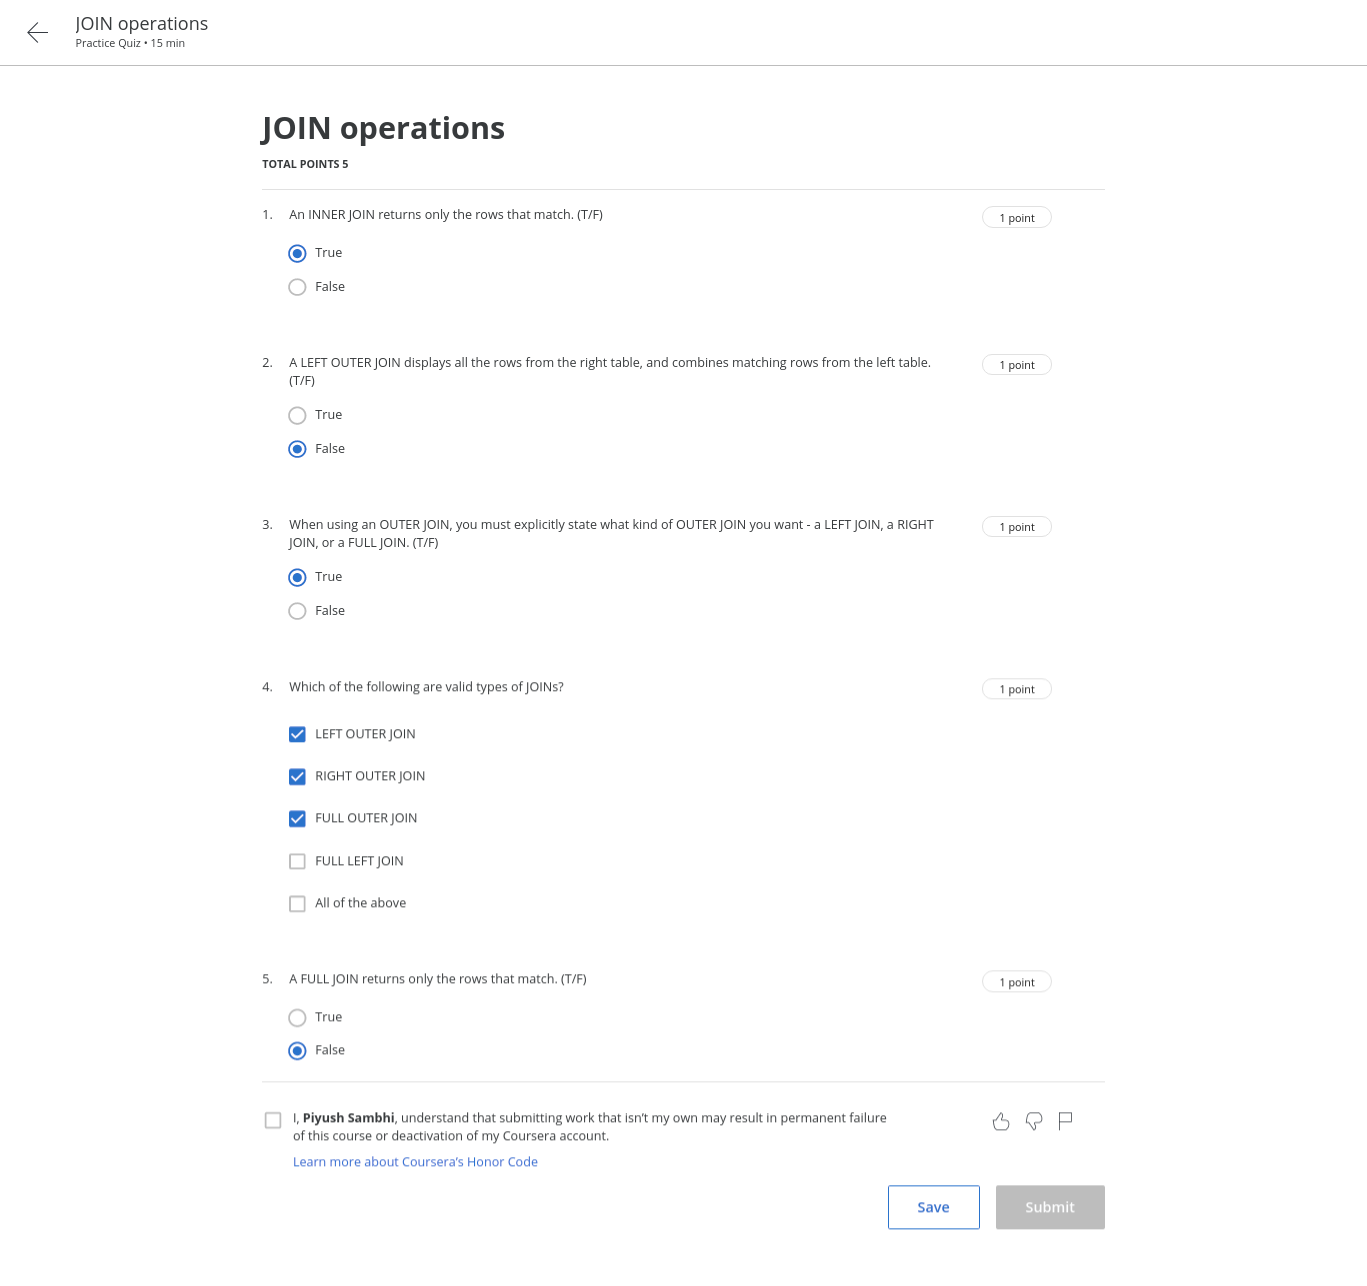 JOIN operations
Practice Quiz • 15 min
JOIN operations
TOTAL POINTS 5
1. An INNER JOIN returns only the rows that match. (T/F)
1 point
True
False
2. A LEFT OUTER JOIN displays all the rows from the right table, and combines matching rows from the left table.
(T/F)
1 point
True
False
3. When using an OUTER JOIN, you must explicitly state what kind of OUTER JOIN you want - a LEFT JOIN, a RIGHT
JOIN, or a FULL JOIN. (T/F)
1 point
True
False
4. Which of the following are valid types of JOINs?
1 point
LEFT OUTER JOIN
RIGHT OUTER JOIN
FULL OUTER JOIN
FULL LEFT JOIN
All of the above
5. A FULL JOIN returns only the rows that match. (T/F)
1 point
True
False
I, Piyush Sambhi, understand that submitting work that isn't my own may result in permanent failure
of this course or deactivation of my Coursera account.
Learn more about Coursera's Honor Code
Save
Submit